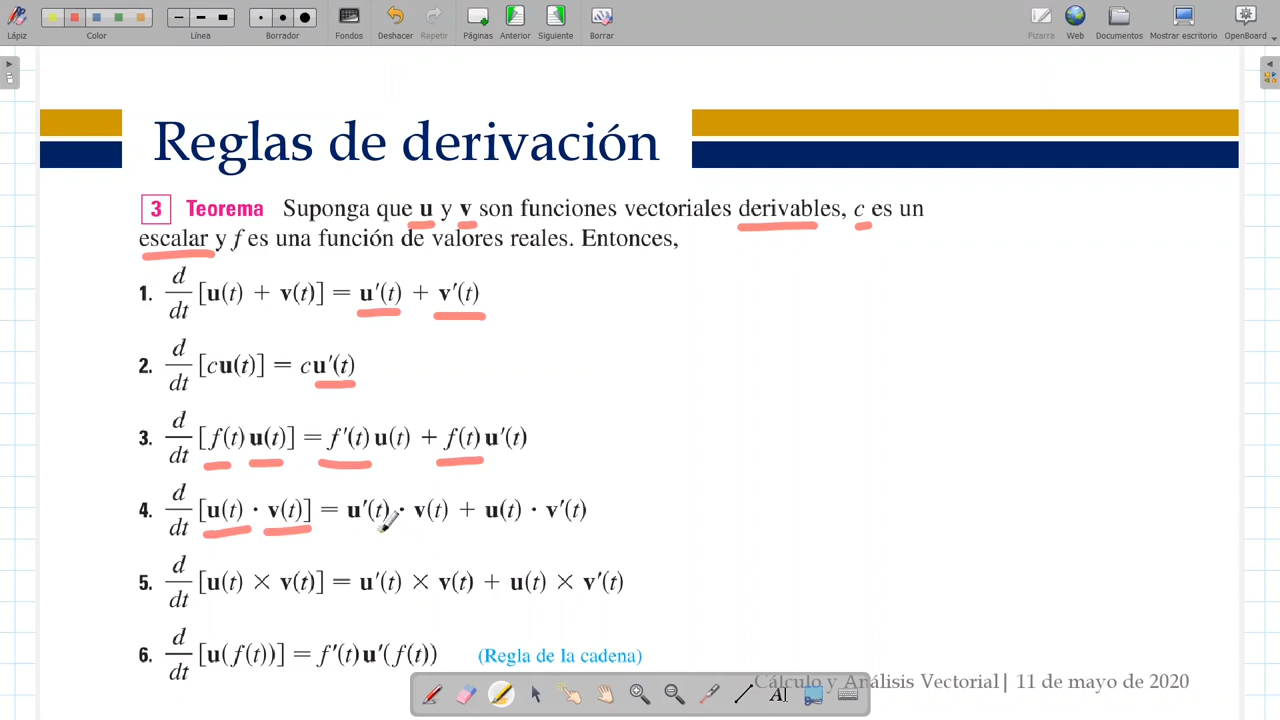 Lápiz Color Línea Borrador Fondos Deshacer Repetir Páginas Anterior Siguiente Borrar Pizarra Web Documentos Mostrar escritorio OpenBoard
Reglas de derivación
3 Teorema Suponga que u y v son funciones vectoriales derivables, c es un
escalar y f es una función de valores reales. Entonces,
1. d/dt [u(t) + v(t)] = u′(t) + v′(t)
2. d/dt [cu(t)] = cu′(t)
3. d/dt [f(t) u(t)] = f′(t) u(t) + f(t) u′(t)
4. d/dt [u(t) · v(t)] = u′(t) · v(t) + u(t) · v′(t)
5. d/dt [u(t) × v(t)] = u′(t) × v(t) + u(t) × v′(t)
6. d/dt [u(f(t))] = f′(t)u′(f(t)) (Regla de la cadena)
Cálculo y Análisis Vectorial| 11 de mayo de 2020